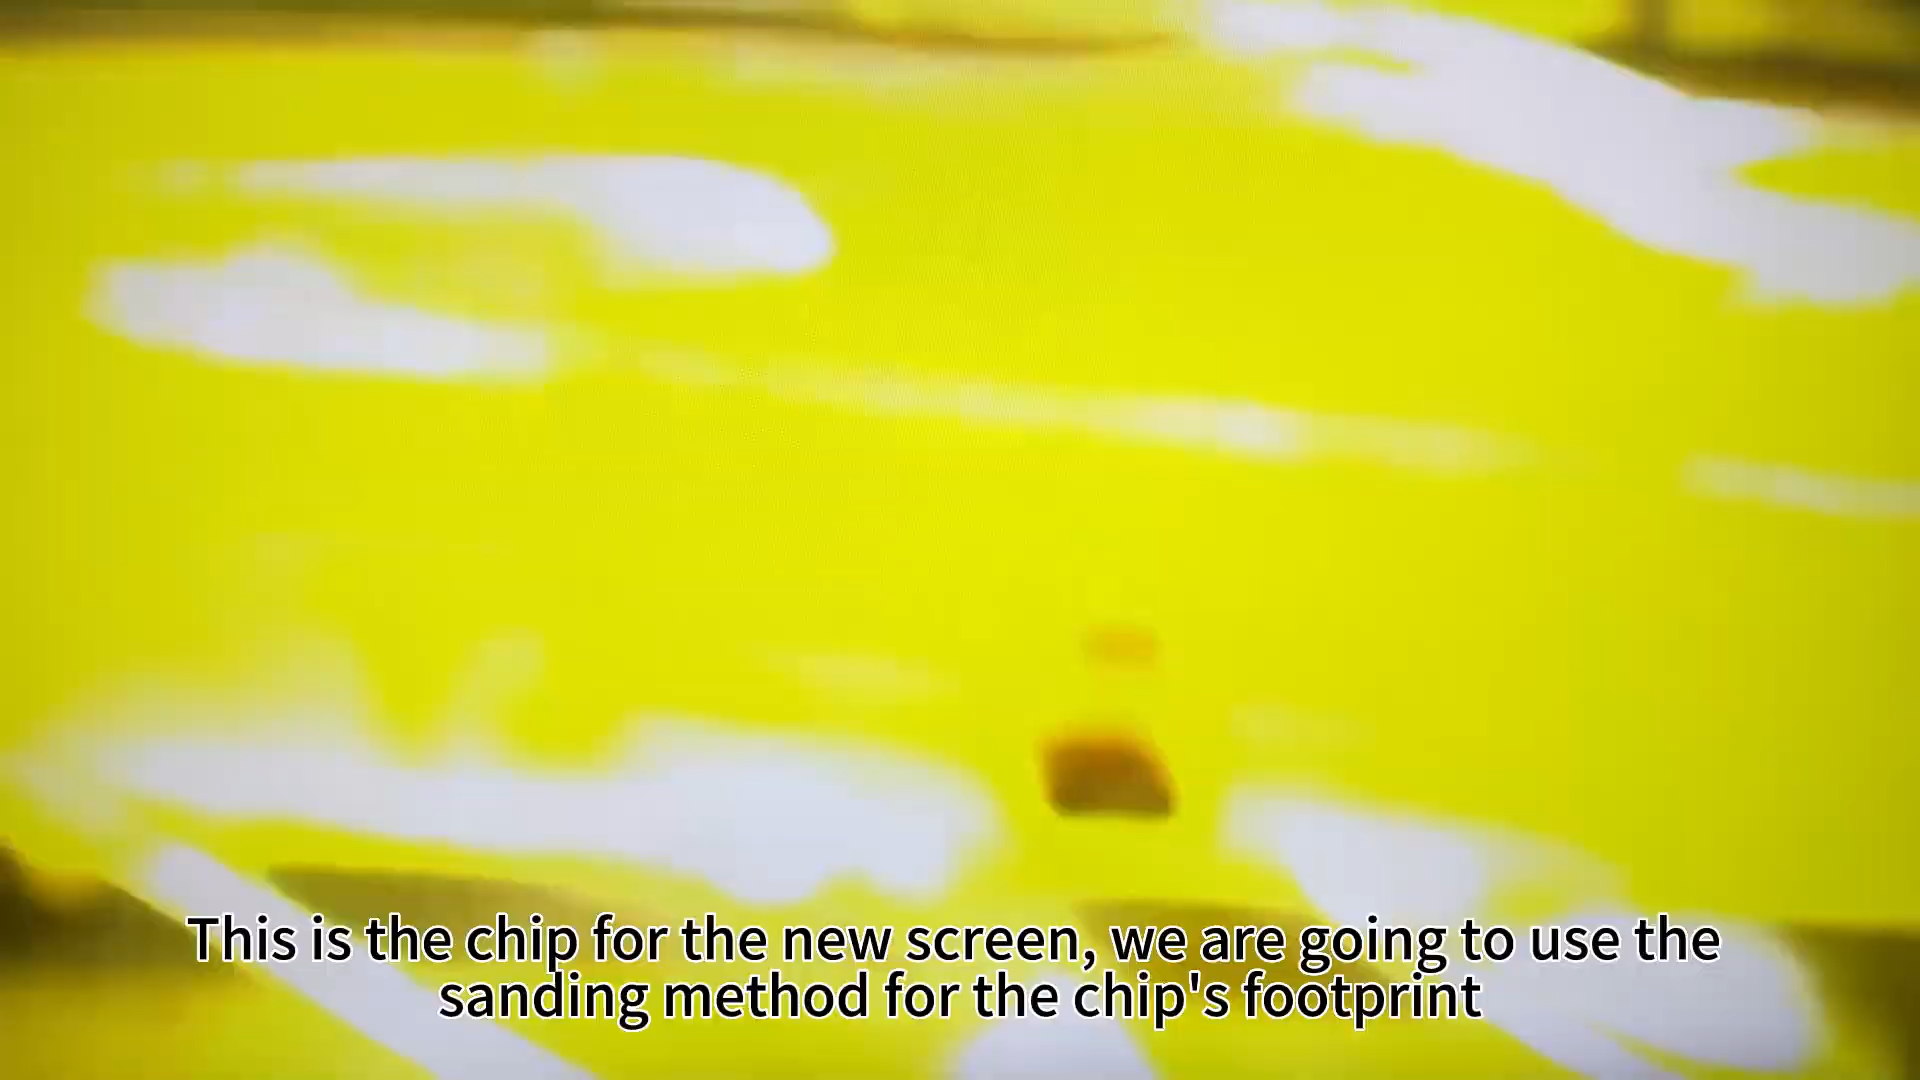 This is the chip for the new screen, we are going to use the
sanding method for the chip's footprint